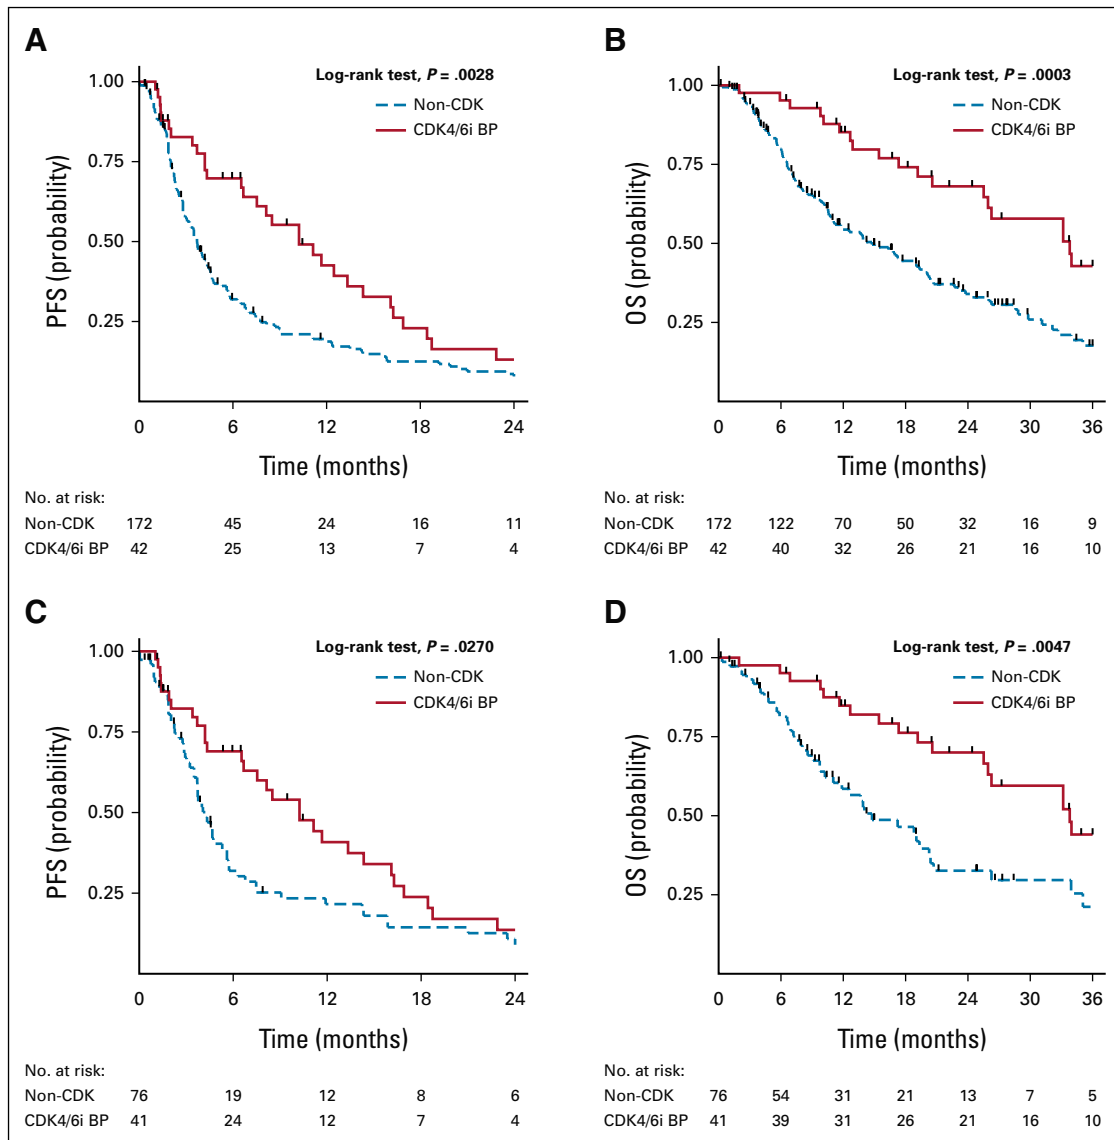 A
Log-rank test, P = .0028
Non-CDK
CDK4/6i BP
PFS (probability)
1.00
0.75
0.50
0.25
0 6 12 18 24
Time (months)
No. at risk:
Non-CDK 172 45 24 16 11
CDK4/6i BP 42 25 13 7 4
B
Log-rank test, P = .0003
Non-CDK
CDK4/6i BP
OS (probability)
1.00
0.75
0.50
0.25
0 6 12 18 24 30 36
Time (months)
No. at risk:
Non-CDK 172 122 70 50 32 16 9
CDK4/6i BP 42 40 32 26 21 16 10
C
Log-rank test, P = .0270
Non-CDK
CDK4/6i BP
PFS (probability)
1.00
0.75
0.50
0.25
0 6 12 18 24
Time (months)
No. at risk:
Non-CDK 76 19 12 8 6
CDK4/6i BP 41 24 12 7 4
D
Log-rank test, P = .0047
Non-CDK
CDK4/6i BP
OS (probability)
1.00
0.75
0.50
0.25
0 6 12 18 24 30 36
Time (months)
No. at risk:
Non-CDK 76 54 31 21 13 7 5
CDK4/6i BP 41 39 31 26 21 16 10